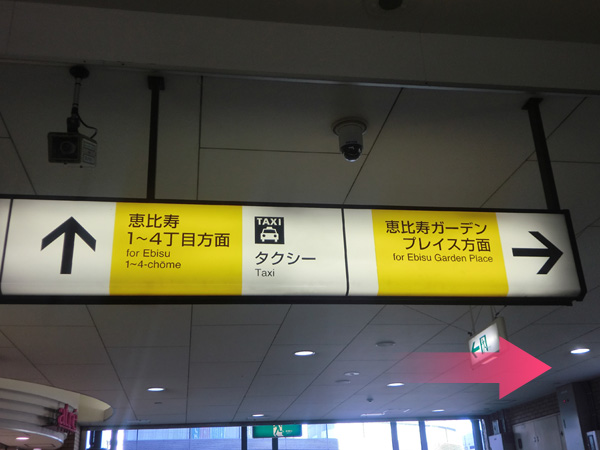 恵比寿
1~4丁目方面
for Ebisu
1~4-chōme
TAXI
タクシー
Taxi
恵比寿ガーデン
プレイス方面
for Ebisu Garden Place